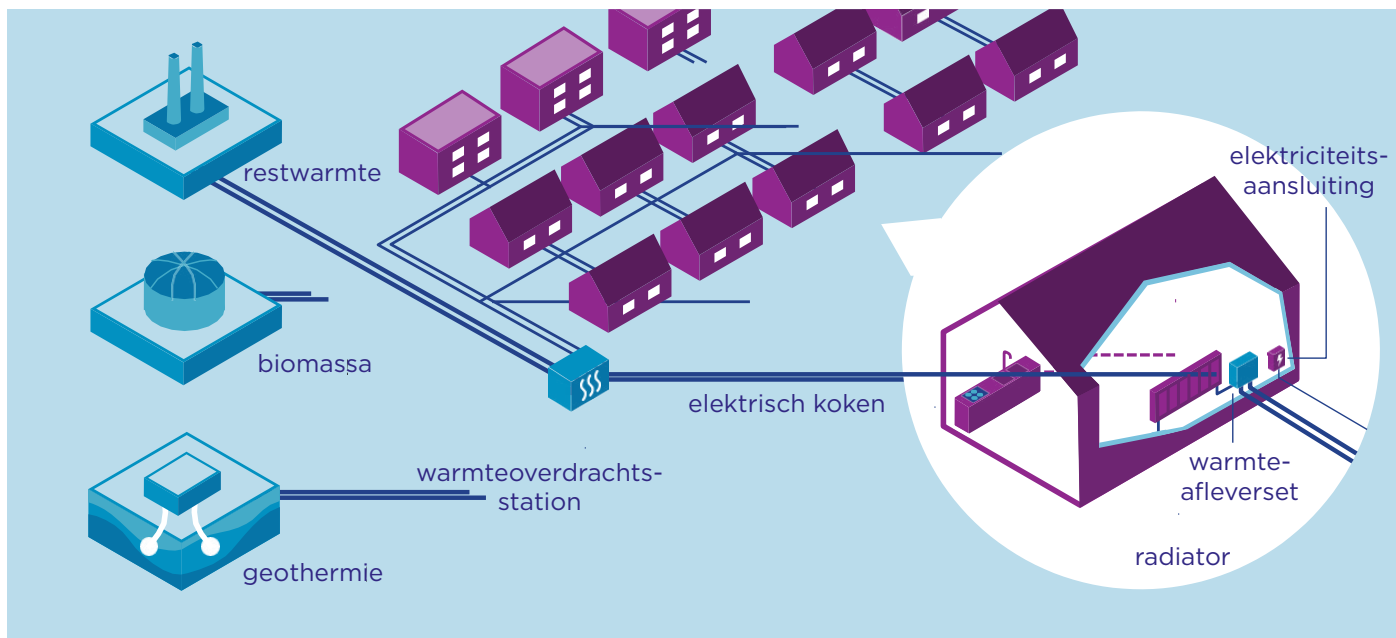 restwarmte
biomassa
geothermie
warmteoverdrachts-
station
elektrisch koken
elektriciteits-
aansluiting
warmte-
afleverset
radiator